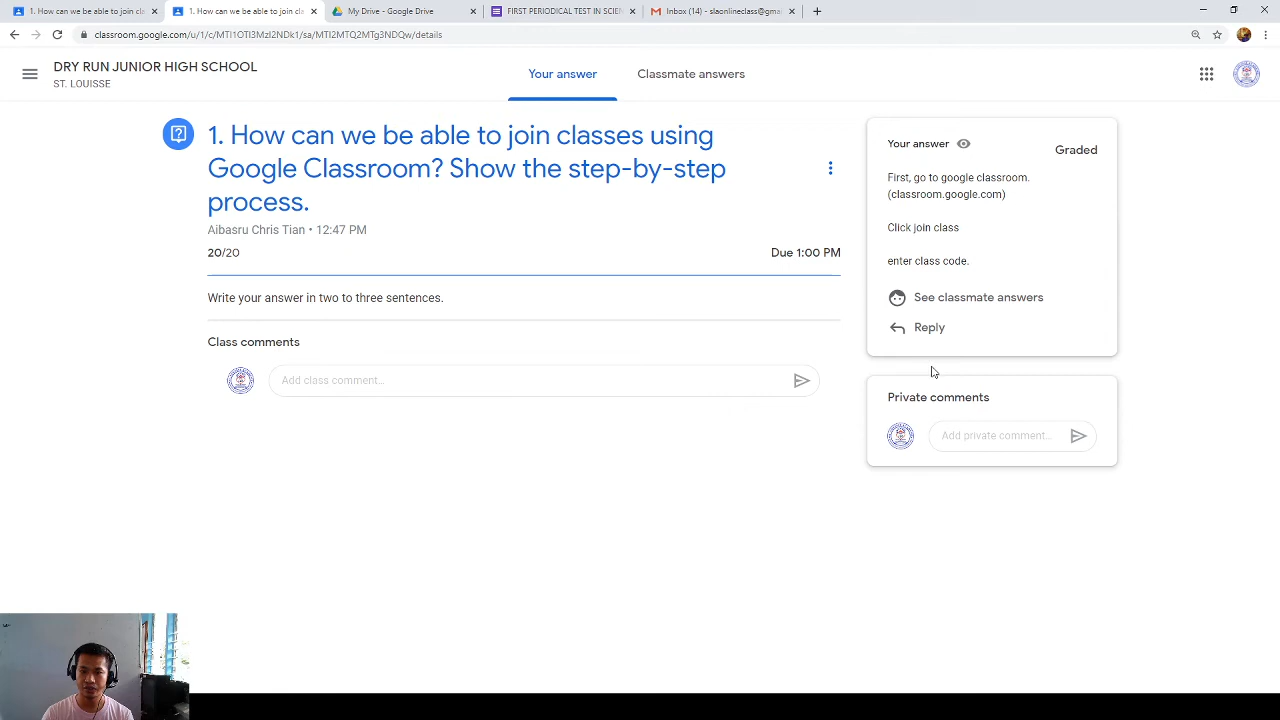 1. How can we be able to join cla
1. How can we be able to join cla
My Drive - Google Drive
FIRST PERIODICAL TEST IN SCIEN
Inbox (14) - slaonlineclass@gmai
classroom.google.com/u/1/c/MTI1OTI3MzI2NDk1/sa/MTI2MTQ2MTg3NDQw/details
DRY RUN JUNIOR HIGH SCHOOL
ST. LOUISSE
Your answer
Classmate answers
1. How can we be able to join classes using
Google Classroom? Show the step-by-step
process.
Aibasru Chris Tian • 12:47 PM
20/20
Due 1:00 PM
Write your answer in two to three sentences.
Class comments
Add class comment...
Your answer
Graded
First, go to google classroom.
(classroom.google.com)
Click join class
enter class code.
See classmate answers
Reply
Private comments
Add private comment...